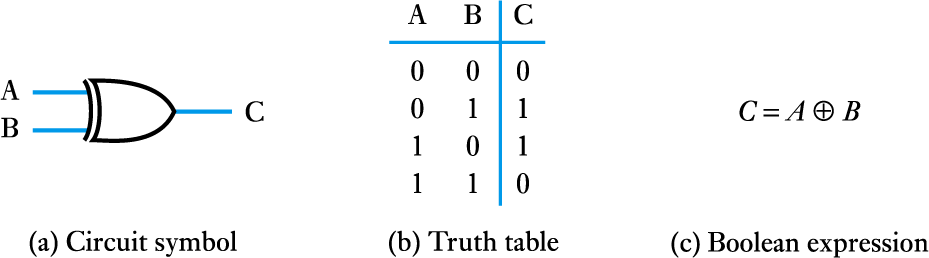 A
B
C
(a) Circuit symbol
A B C
0 0 0
0 1 1
1 0 1
1 1 0
(b) Truth table
C = A ⊕ B
(c) Boolean expression